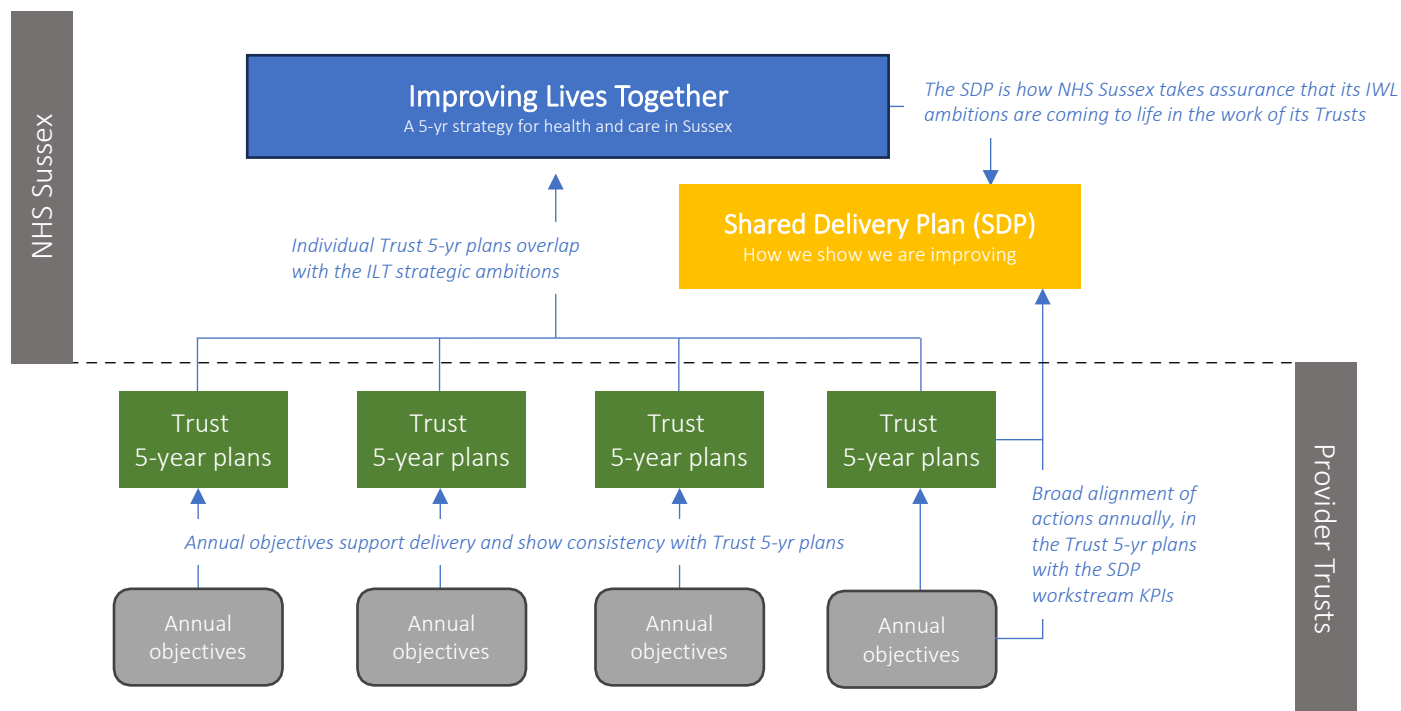 NHS Sussex
Improving Lives Together
A 5-yr strategy for health and care in Sussex
The SDP is how NHS Sussex takes assurance that its IWL
ambitions are coming to life in the work of its Trusts
Shared Delivery Plan (SDP)
How we show we are improving
Individual Trust 5-yr plans overlap
with the ILT strategic ambitions
Trust
5-year plans
Trust
5-year plans
Trust
5-year plans
Trust
5-year plans
Provider Trusts
Broad alignment of
actions annually, in
the Trust 5-yr plans
with the SDP
workstream KPIs
Annual objectives support delivery and show consistency with Trust 5-yr plans
Annual
objectives
Annual
objectives
Annual
objectives
Annual
objectives